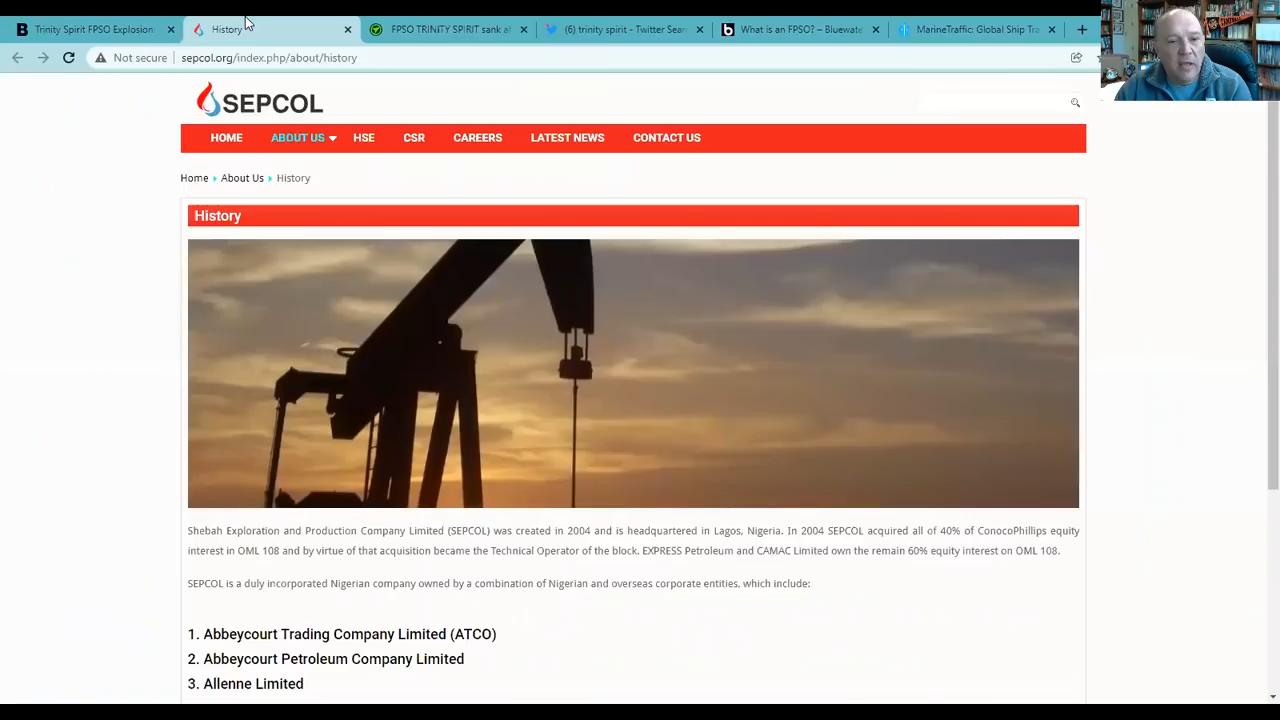 Trinity Spirit FPSO Explosion
History
FPSO TRINITY SPIRIT sank af
(6) trinity spirit - Twitter Sear
What is an FPSO? – Bluewate
MarineTraffic: Global Ship Tra
Not secure
sepcol.org/index.php/about/history
SEPCOL
HOME
ABOUT US
HSE
CSR
CAREERS
LATEST NEWS
CONTACT US
Home
About Us
History
History
Shebah Exploration and Production Company Limited (SEPCOL) was created in 2004 and is headquartered in Lagos, Nigeria. In 2004 SEPCOL acquired all of 40% of ConocoPhillips equity
interest in OML 108 and by virtue of that acquisition became the Technical Operator of the block. EXPRESS Petroleum and CAMAC Limited own the remain 60% equity interest on OML 108.
SEPCOL is a duly incorporated Nigerian company owned by a combination of Nigerian and overseas corporate entities, which include:
1. Abbeycourt Trading Company Limited (ATCO)
2. Abbeycourt Petroleum Company Limited
3. Allenne Limited